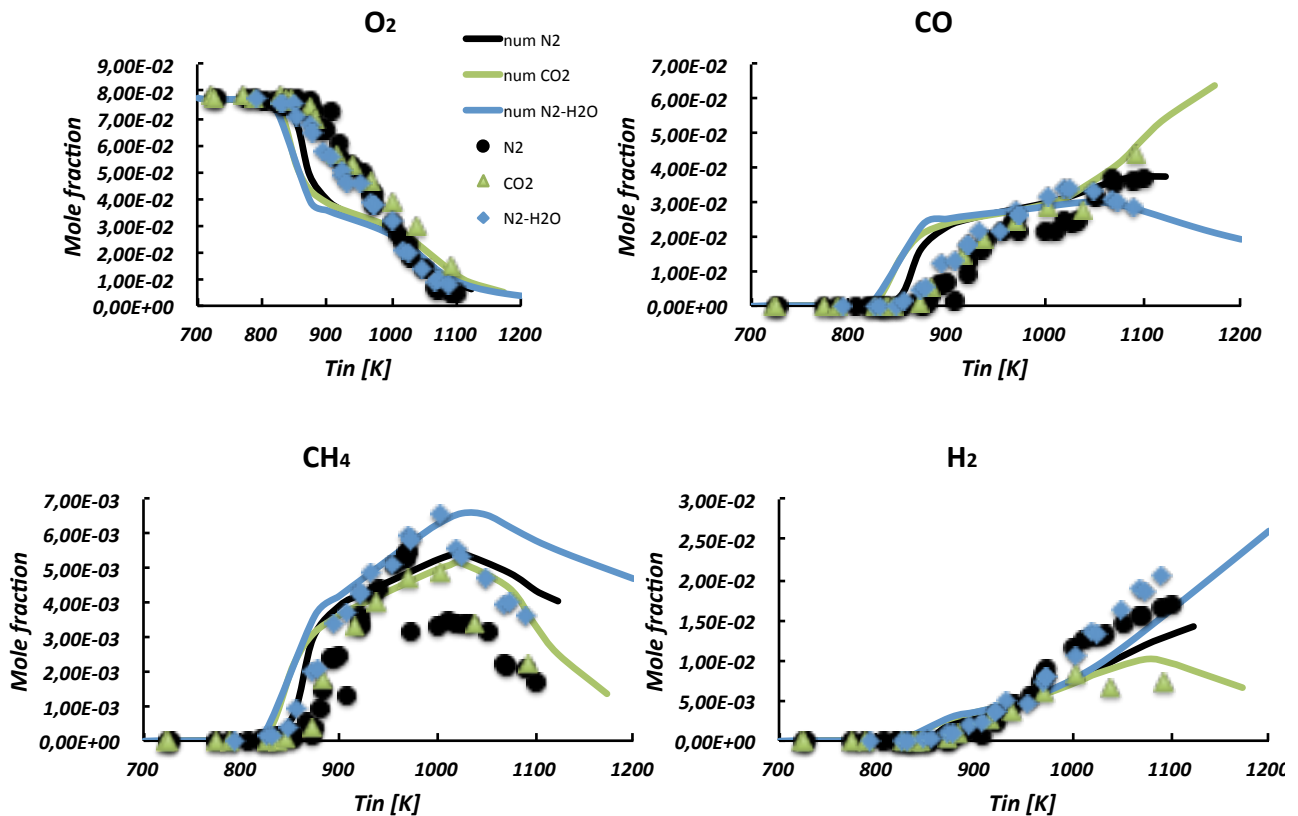 O2
num N2
num CO2
num N2-H2O
N2
CO2
N2-H2O
9,00E-02
8,00E-02
7,00E-02
6,00E-02
5,00E-02
4,00E-02
3,00E-02
2,00E-02
1,00E-02
0,00E+00
Mole fraction
700 800 900 1000 1100 1200
Tin [K]
CO
7,00E-02
6,00E-02
5,00E-02
4,00E-02
3,00E-02
2,00E-02
1,00E-02
0,00E+00
Mole fraction
700 800 900 1000 1100 1200
Tin [K]
CH4
7,00E-03
6,00E-03
5,00E-03
4,00E-03
3,00E-03
2,00E-03
1,00E-03
0,00E+00
Mole fraction
700 800 900 1000 1100 1200
Tin [K]
H2
3,00E-02
2,50E-02
2,00E-02
1,50E-02
1,00E-02
5,00E-03
0,00E+00
Mole fraction
700 800 900 1000 1100 1200
Tin [K]